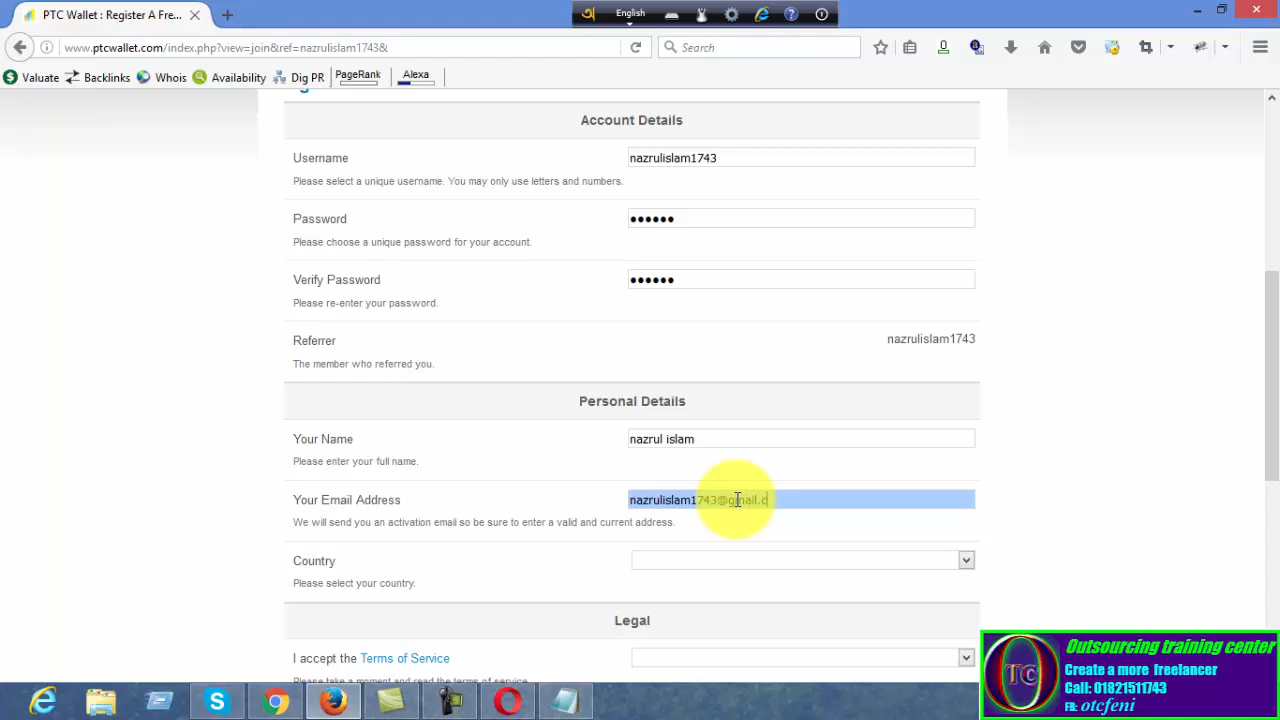 PTC Wallet : Register A Fre...
English
www.ptcwallet.com/index.php?view=join&ref=nazrulislam1743&
Search
Valuate
Backlinks
Whois
Availability
Dig PR
PageRank
Alexa
Account Details
Username
nazrulislam1743
Please select a unique username. You may only use letters and numbers.
Password
Please choose a unique password for your account.
Verify Password
Please re-enter your password.
Referrer
nazrulislam1743
The member who referred you.
Personal Details
Your Name
nazrul islam
Please enter your full name.
Your Email Address
nazrulislam1743@gmail.c
We will send you an activation email so be sure to enter a valid and current address.
Country
Please select your country.
Legal
I accept the Terms of Service
Please take a moment and read the terms of service.
OTC
Outsourcing training center
Create a more freelancer
Call: 01821511743
FB: otcfeni